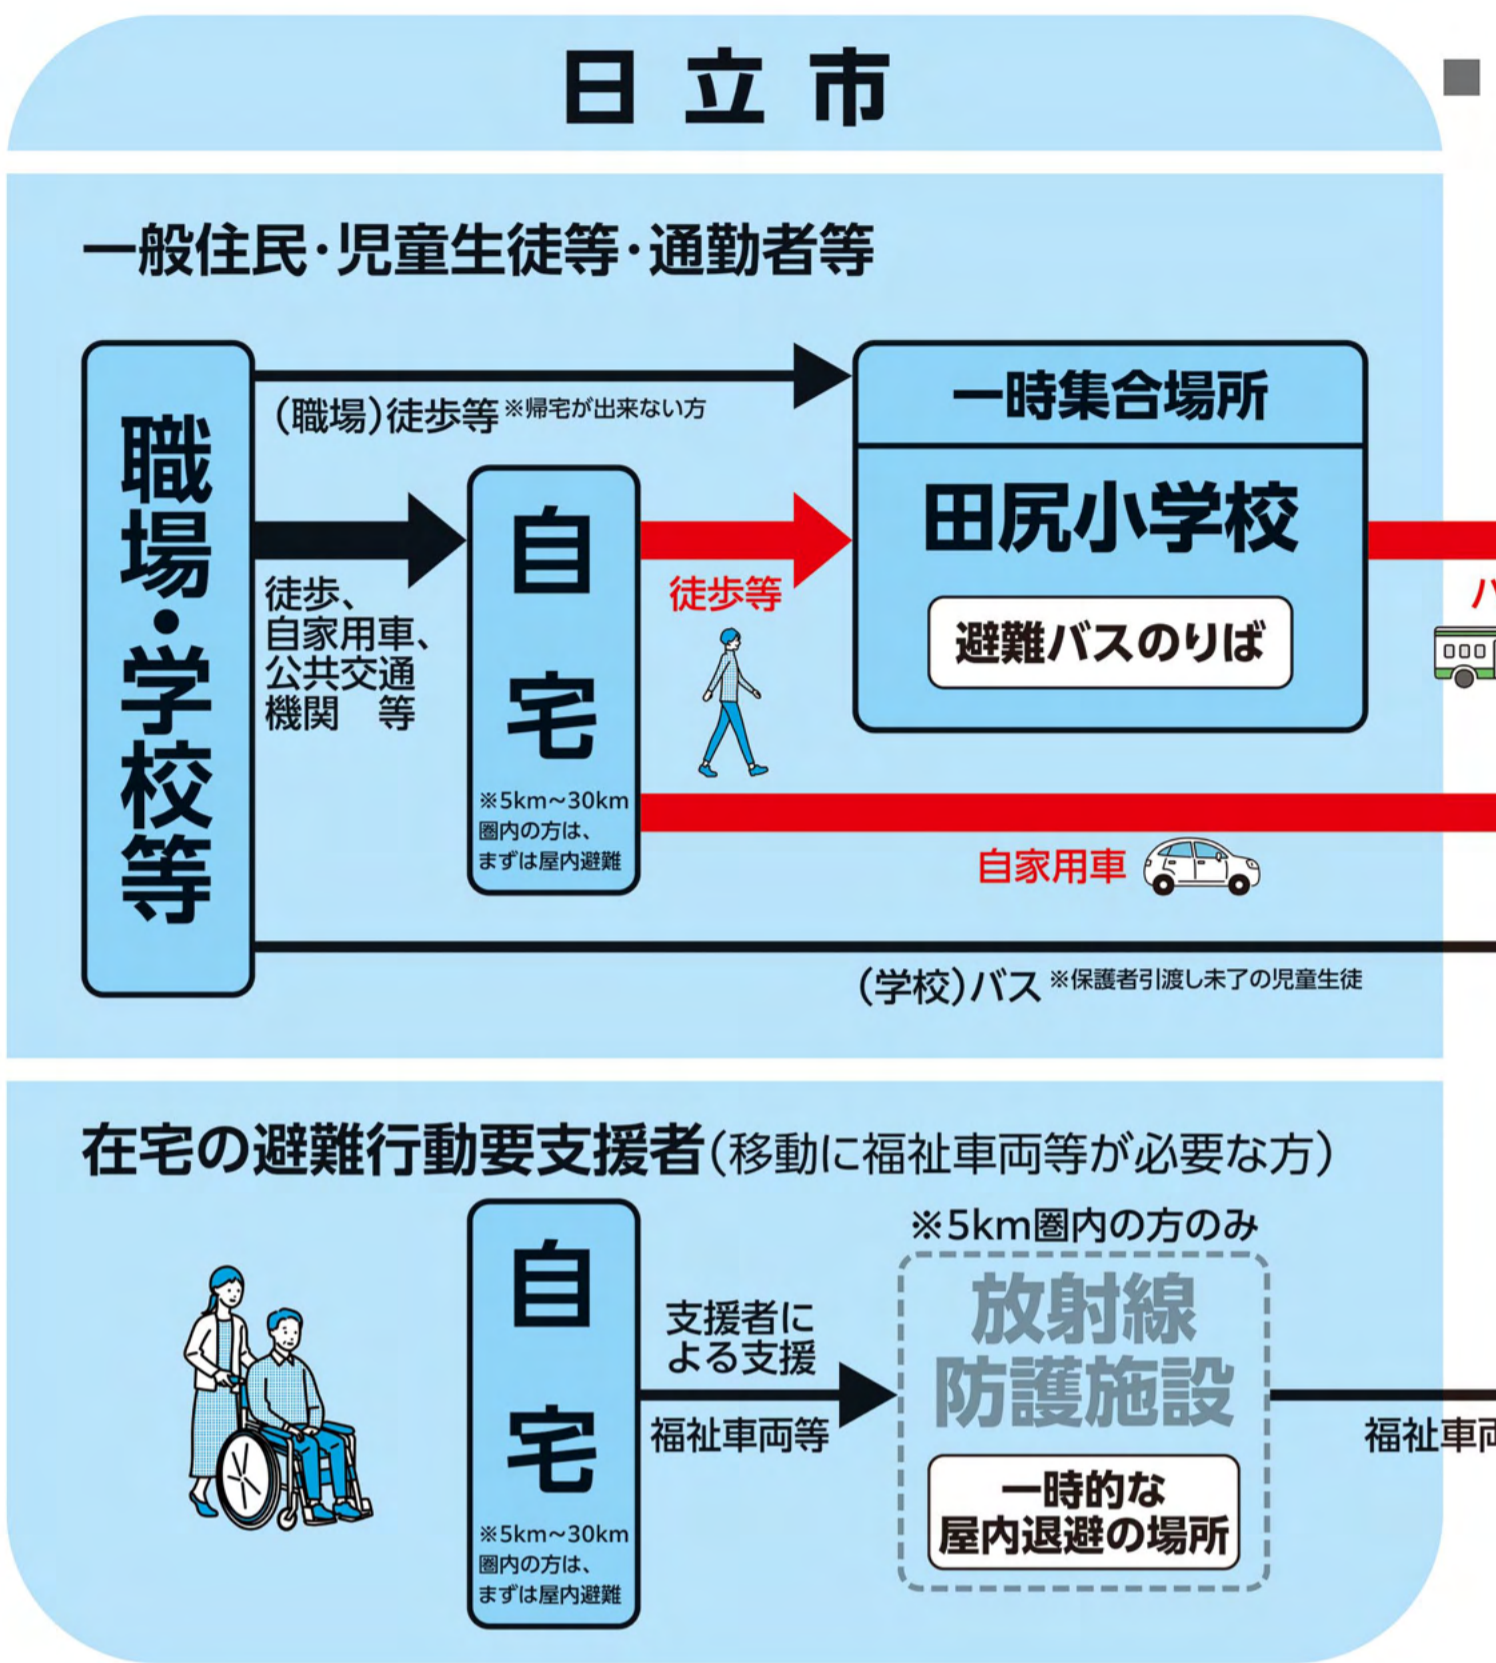 日立市
一般住民・児童生徒等・通勤者等
職場・学校等
(職場)徒歩等 ※帰宅が出来ない方
徒歩、
自家用車、
公共交通
機関 等
自宅
※5km~30km
圏内の方は、
まずは屋内避難
徒歩等
一時集合場所
田尻小学校
避難バスのりば
自家用車
(学校)バス ※保護者引渡し未了の児童生徒
在宅の避難行動要支援者(移動に福祉車両等が必要な方)
自宅
※5km~30km
圏内の方は、
まずは屋内避難
支援者に
よる支援
福祉車両等
※5km圏内の方のみ
放射線
防護施設
一時的な
屋内退避の場所
福祉車両